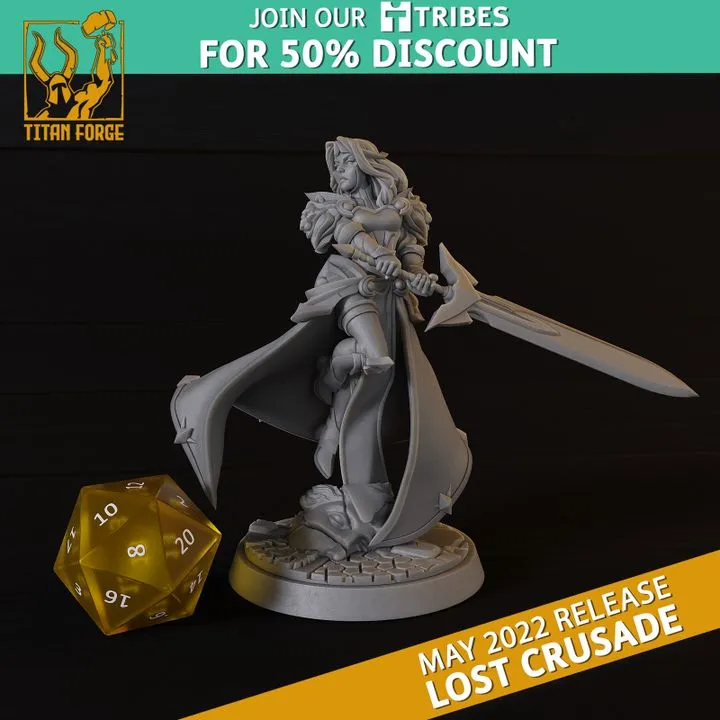 JOIN OUR TRIBES
FOR 50% DISCOUNT
TITAN FORGE
10
8
20
16
14
MAY 2022 RELEASE
LOST CRUSADE